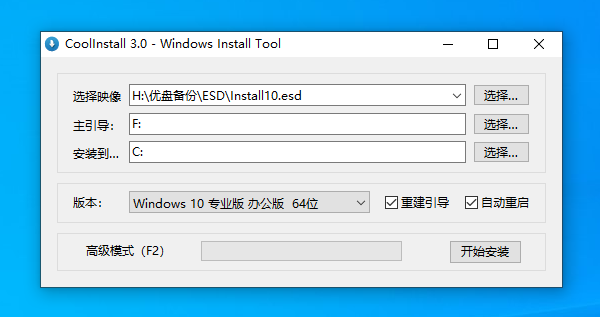 CoolInstall 3.0 - Windows Install Tool
选择映像 H:\优盘备份\ESD\Install10.esd 选择...
主引导： F: 选择...
安装到... C: 选择...
版本： Windows 10 专业版 办公版 64位 重建引导 自动重启
高级模式（F2） 开始安装